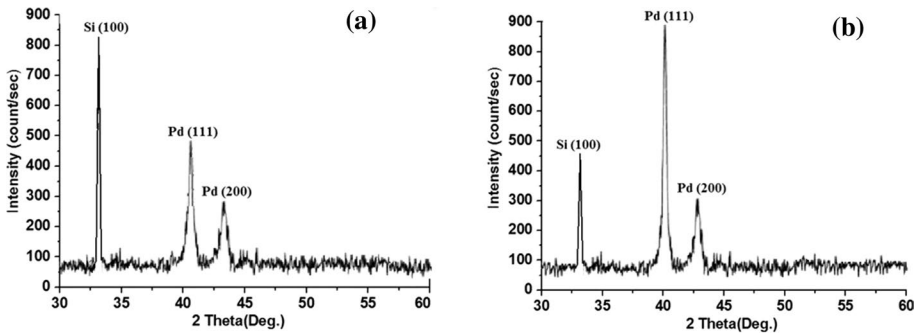 (a)
Intensity (count/sec)
900
800
700
600
500
400
300
200
100
0
Si (100)
Pd (111)
Pd (200)
30 35 40 45 50 55 60
2 Theta(Deg.)
(b)
Intensity (count/sec)
900
800
700
600
500
400
300
200
100
0
Pd (111)
Si (100)
Pd (200)
30 35 40 45 50 55 60
2 Theta(Deg.)